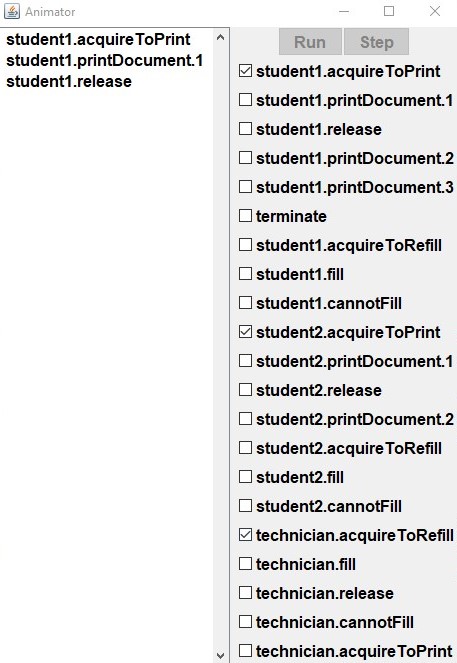 Animator
student1.acquireToPrint
student1.printDocument.1
student1.release
Run Step
student1.acquireToPrint
student1.printDocument.1
student1.release
student1.printDocument.2
student1.printDocument.3
terminate
student1.acquireToRefill
student1.fill
student1.cannotFill
student2.acquireToPrint
student2.printDocument.1
student2.release
student2.printDocument.2
student2.acquireToRefill
student2.fill
student2.cannotFill
technician.acquireToRefill
technician.fill
technician.release
technician.cannotFill
technician.acquireToPrint